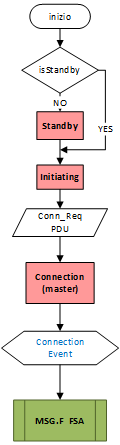 inizio
isStandby
NO
Standby
YES
Initiating
Conn_Req
PDU
Connection
(master)
Connection
Event
MSG.F FSA